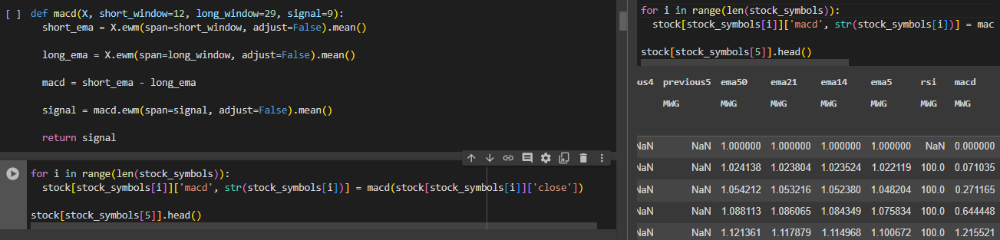 [ ] def macd(X, short_window=12, long_window=29, signal=9):
short_ema = X.ewm(span=short_window, adjust=False).mean()
long_ema = X.ewm(span=long_window, adjust=False).mean()
macd = short_ema - long_ema
signal = macd.ewm(span=signal, adjust=False).mean()
return signal
for i in range(len(stock_symbols)):
stock[stock_symbols[i]]['macd', str(stock_symbols[i])] = macd(stock[stock_symbols[i]]['close'])
stock[stock_symbols[5]].head()
for i in range(len(stock_symbols)):
stock[stock_symbols[i]]['macd', str(stock_symbols[i])] = mac
stock[stock_symbols[5]].head()
us4 previous5 ema50 ema21 ema14 ema5 rsi macd
MWG MWG MWG MWG MWG MWG MWG
NaN NaN 1.000000 1.000000 1.000000 1.000000 NaN 0.000000
NaN NaN 1.024138 1.023804 1.023524 1.022119 100.0 0.071035
NaN NaN 1.054212 1.053216 1.052380 1.048204 100.0 0.271165
NaN NaN 1.088113 1.086065 1.084349 1.075834 100.0 0.644448
NaN NaN 1.121361 1.117879 1.114968 1.100672 100.0 1.215521